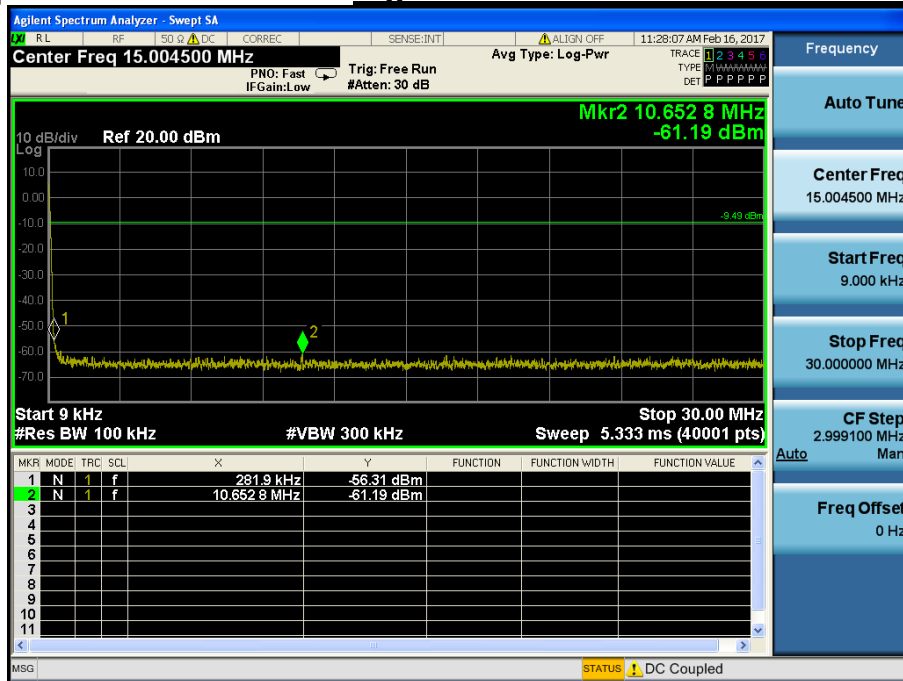 Agilent Spectrum Analyzer - Swept SA
LXI RL RF 50 Ω DC CORREC SENSE:INT ALIGN OFF 11:28:07 AM Feb 16, 2017
Center Freq 15.004500 MHz
PNO: Fast
IFGain:Low
Trig: Free Run
#Atten: 30 dB
Avg Type: Log-Pwr
TRACE 1 2 3 4 5 6
TYPE M W W W W W
DET P P P P P P
Mkr2 10.652 8 MHz
-61.19 dBm
10 dB/div Ref 20.00 dBm
Log
10.0
0.00
-10.0
-20.0
-30.0
-40.0
-50.0
-60.0
-70.0
-9.49 dBm
1
2
Start 9 kHz Stop 30.00 MHz
#Res BW 100 kHz #VBW 300 kHz Sweep 5.333 ms (40001 pts)
MKR MODE TRC SCL X Y FUNCTION FUNCTION WIDTH FUNCTION VALUE
1 N 1 f 281.9 kHz -56.31 dBm
2 N 1 f 10.652 8 MHz -61.19 dBm
3
4
5
6
7
8
9
10
11
MSG STATUS DC Coupled
Frequency
Auto Tune
Center Freq
15.004500 MHz
Start Freq
9.000 kHz
Stop Freq
30.000000 MHz
CF Step
2.999100 MHz
Auto Man
Freq Offset
0 Hz